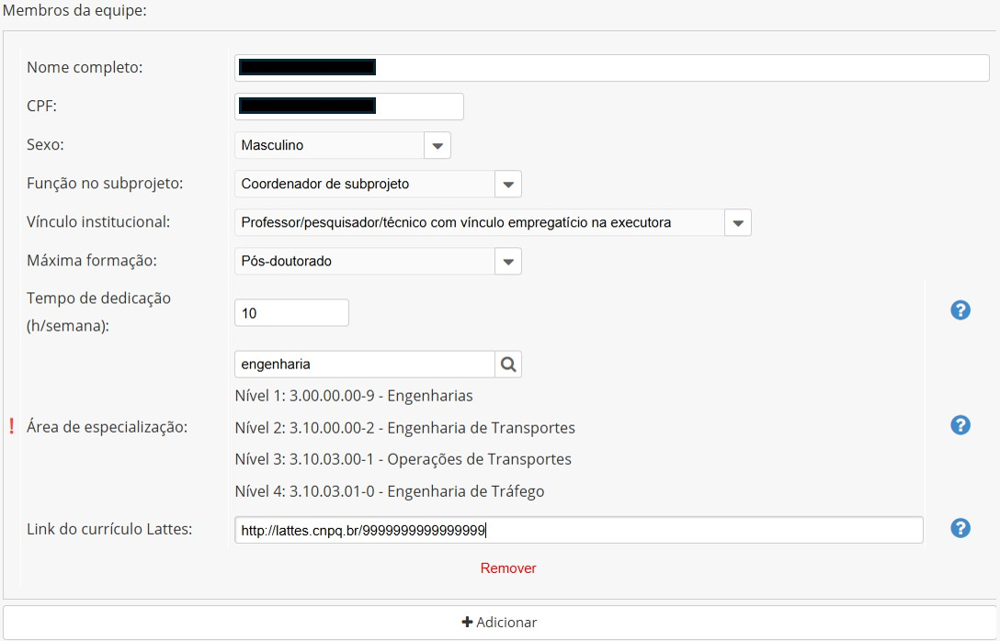 Membros da equipe:
Nome completo:
CPF:
Sexo: Masculino
Função no subprojeto: Coordenador de subprojeto
Vínculo institucional: Professor/pesquisador/técnico com vínculo empregatício na executora
Máxima formação: Pós-doutorado
Tempo de dedicação
(h/semana): 10
?
engenharia
Nível 1: 3.00.00.00-9 - Engenharias
! Área de especialização:
Nível 2: 3.10.00.00-2 - Engenharia de Transportes
?
Nível 3: 3.10.03.00-1 - Operações de Transportes
Nível 4: 3.10.03.01-0 - Engenharia de Tráfego
Link do currículo Lattes: http://lattes.cnpq.br/9999999999999999
?
Remover
+ Adicionar